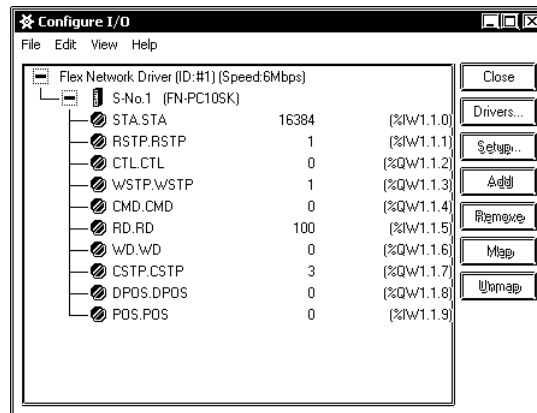 Configure I/O
File Edit View Help
Flex Network Driver (ID:#1) (Speed:6Mbps)
S-No.1 (FN-PC10SK)
STA.STA 16384 (%IW1.1.0)
RSTP.RSTP 1 (%IW1.1.1)
CTL.CTL 0 (%QW1.1.2)
WSTP.WSTP 1 (%QW1.1.3)
CMD.CMD 0 (%QW1.1.4)
RD.RD 100 (%IW1.1.5)
WD.WD 0 (%QW1.1.6)
CSTP.CSTP 3 (%QW1.1.7)
DPOS.DPOS 0 (%QW1.1.8)
POS.POS 0 (%IW1.1.9)
Close
Drivers...
Setup...
Add
Remove
Map
Unmap